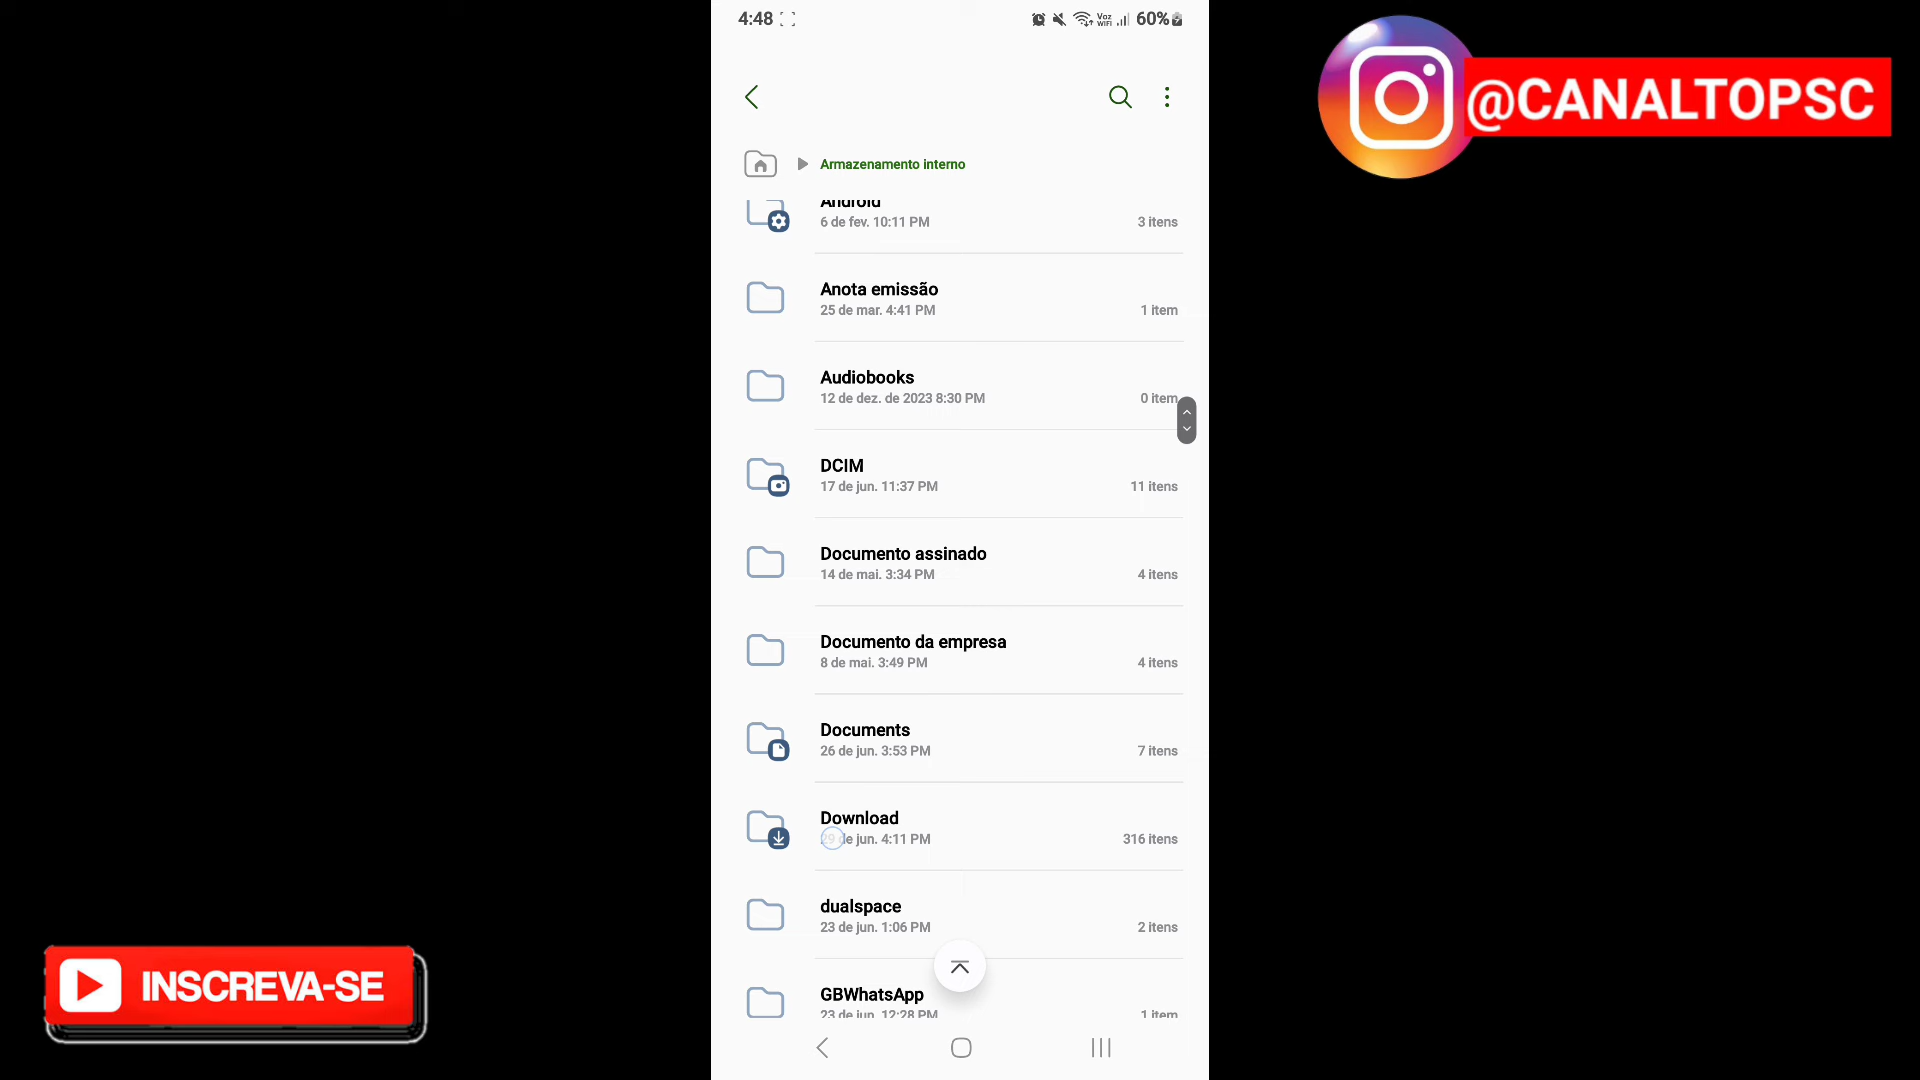 4:48
Voz
WiFi
60%
@CANALTOPSC
Armazenamento interno
Android
6 de fev. 10:11 PM
3 itens
Anota emissão
25 de mar. 4:41 PM
1 item
Audiobooks
12 de dez. de 2023 8:30 PM
0 item
DCIM
17 de jun. 11:37 PM
11 itens
Documento assinado
14 de mai. 3:34 PM
4 itens
Documento da empresa
8 de mai. 3:49 PM
4 itens
Documents
26 de jun. 3:53 PM
7 itens
Download
29 de jun. 4:11 PM
316 itens
dualspace
23 de jun. 1:06 PM
2 itens
GBWhatsApp
23 de jun. 12:28 PM
1 item
INSCREVA-SE